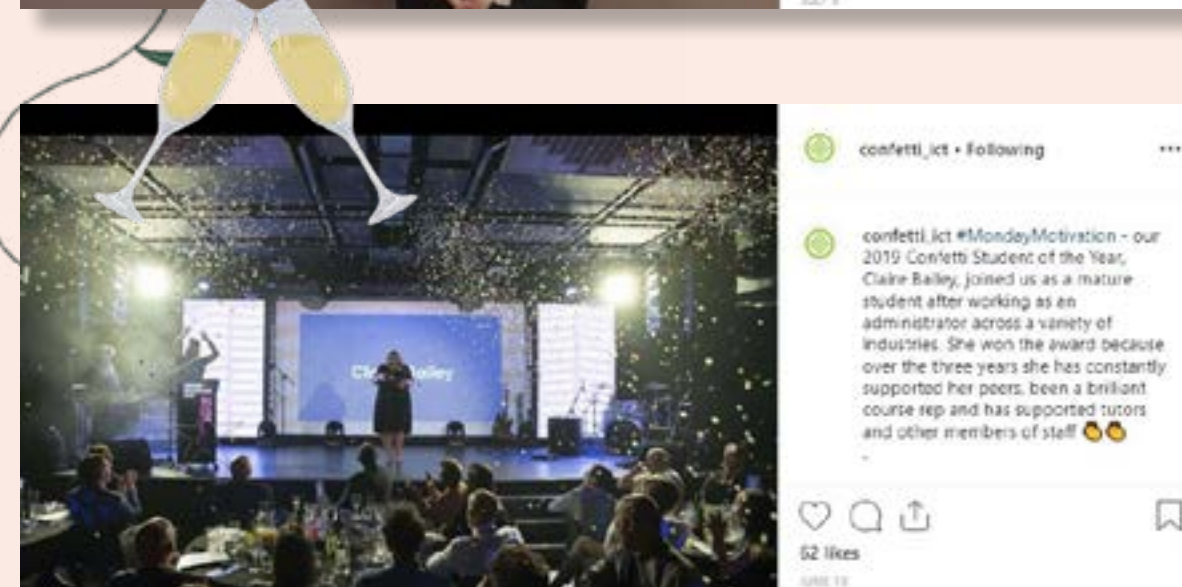 confetti_ict • Following
confetti_ict #MondayMotivation - our
2019 Confetti Student of the Year,
Claire Bailey, joined us as a mature
student after working as an
administrator across a variety of
industries. She won the award because
over the three years she has constantly
supported her peers, been a brilliant
course rep and has supported tutors
and other members of staff 👏👏
-
Bailey
62 likes
JUNE